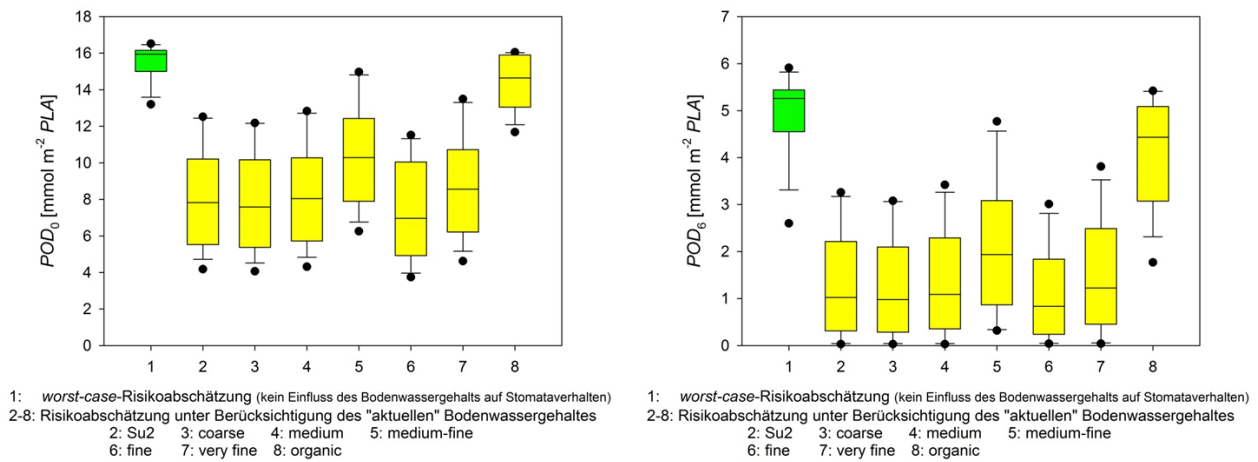 POD0 [mmol m-2 PLA]
18
16
14
12
10
8
6
4
2
0
1 2 3 4 5 6 7 8
1: worst-case-Risikoabschätzung (kein Einfluss des Bodenwassergehalts auf Stomataverhalten)
2-8: Risikoabschätzung unter Berücksichtigung des "aktuellen" Bodenwassergehaltes
2: Su2 3: coarse 4: medium 5: medium-fine
6: fine 7: very fine 8: organic
POD6 [mmol m-2 PLA]
7
6
5
4
3
2
1
0
1 2 3 4 5 6 7 8
1: worst-case-Risikoabschätzung (kein Einfluss des Bodenwassergehalts auf Stomataverhalten)
2-8: Risikoabschätzung unter Berücksichtigung des "aktuellen" Bodenwassergehaltes
2: Su2 3: coarse 4: medium 5: medium-fine
6: fine 7: very fine 8: organic